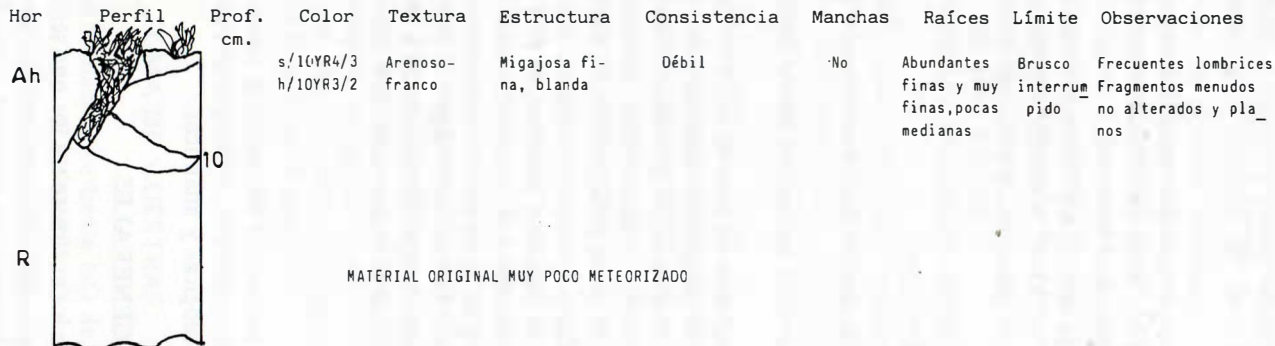 Hor Perfil Prof. Color Textura Estructura Consistencia Manchas Raíces Límite Observaciones
cm.
Ah s/10YR4/3 Arenoso- Migajosa fi- Débil No Abundantes Brusco Frecuentes lombrices
h/10YR3/2 franco na, blanda finas y muy interrum_ Fragmentos menudos
finas,pocas pido no alterados y pla_
medianas nos
10
R
MATERIAL ORIGINAL MUY POCO METEORIZADO